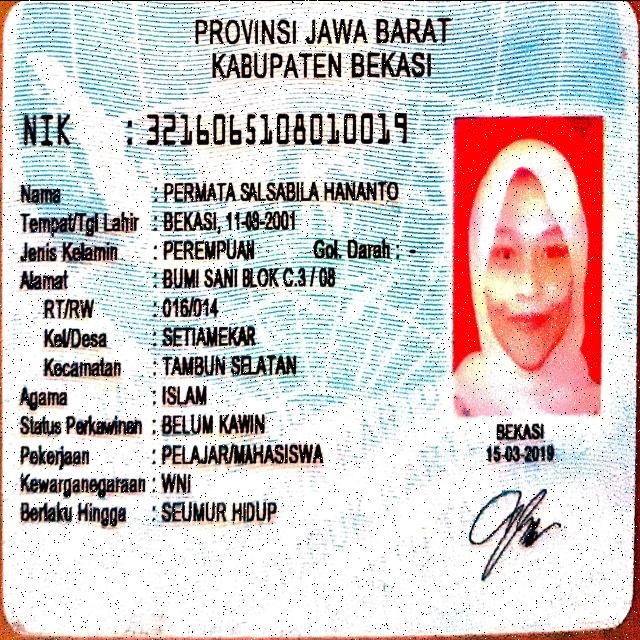 PROVINSI JAWA BARAT
KABUPATEN BEKASI
NIK : 3216065108010019
Nama : PERMATA SALSABILA HANANTO
Tempat/Tgl Lahir : BEKASI, 11-08-2001
Jenis Kelamin : PEREMPUAN Gol. Darah : -
Alamat : BUMI SANI BLOK C.3 / 08
RT/RW : 016/014
Kel/Desa : SETIAMEKAR
Kecamatan : TAMBUN SELATAN
Agama : ISLAM
Status Perkawinan : BELUM KAWIN
Pekerjaan : PELAJAR/MAHASISWA
Kewarganegaraan : WNI
Berlaku Hingga : SEUMUR HIDUP
BEKASI
15-03-2019